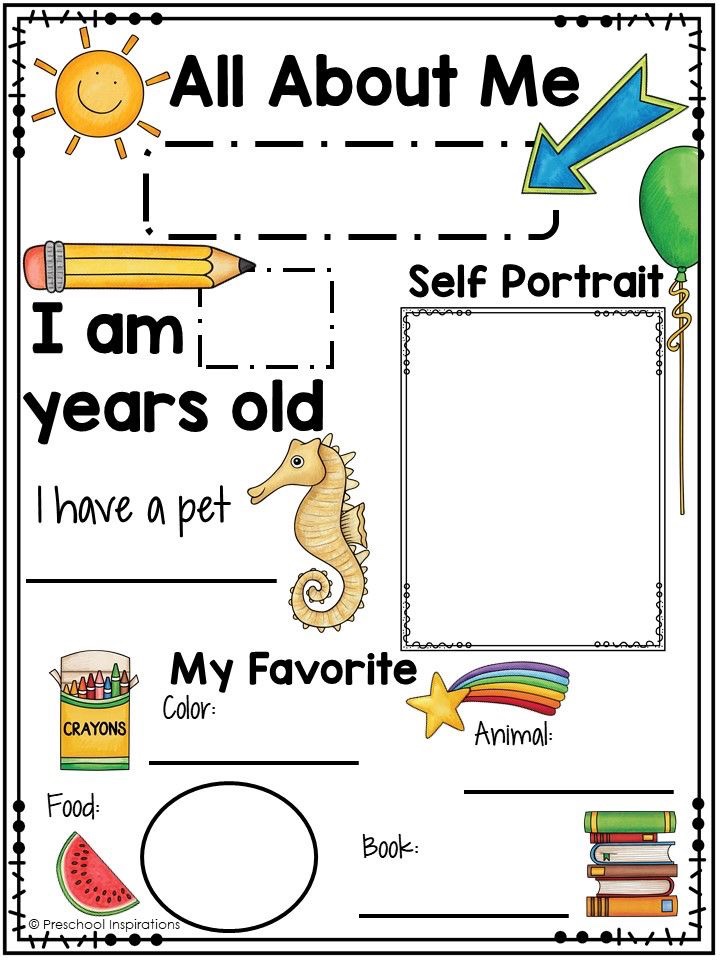 All About Me
Self Portrait
I am
years old
I have a pet
My Favorite
Color:
CRAYONS
Animal:
Food:
Book:
© Preschool Inspirations